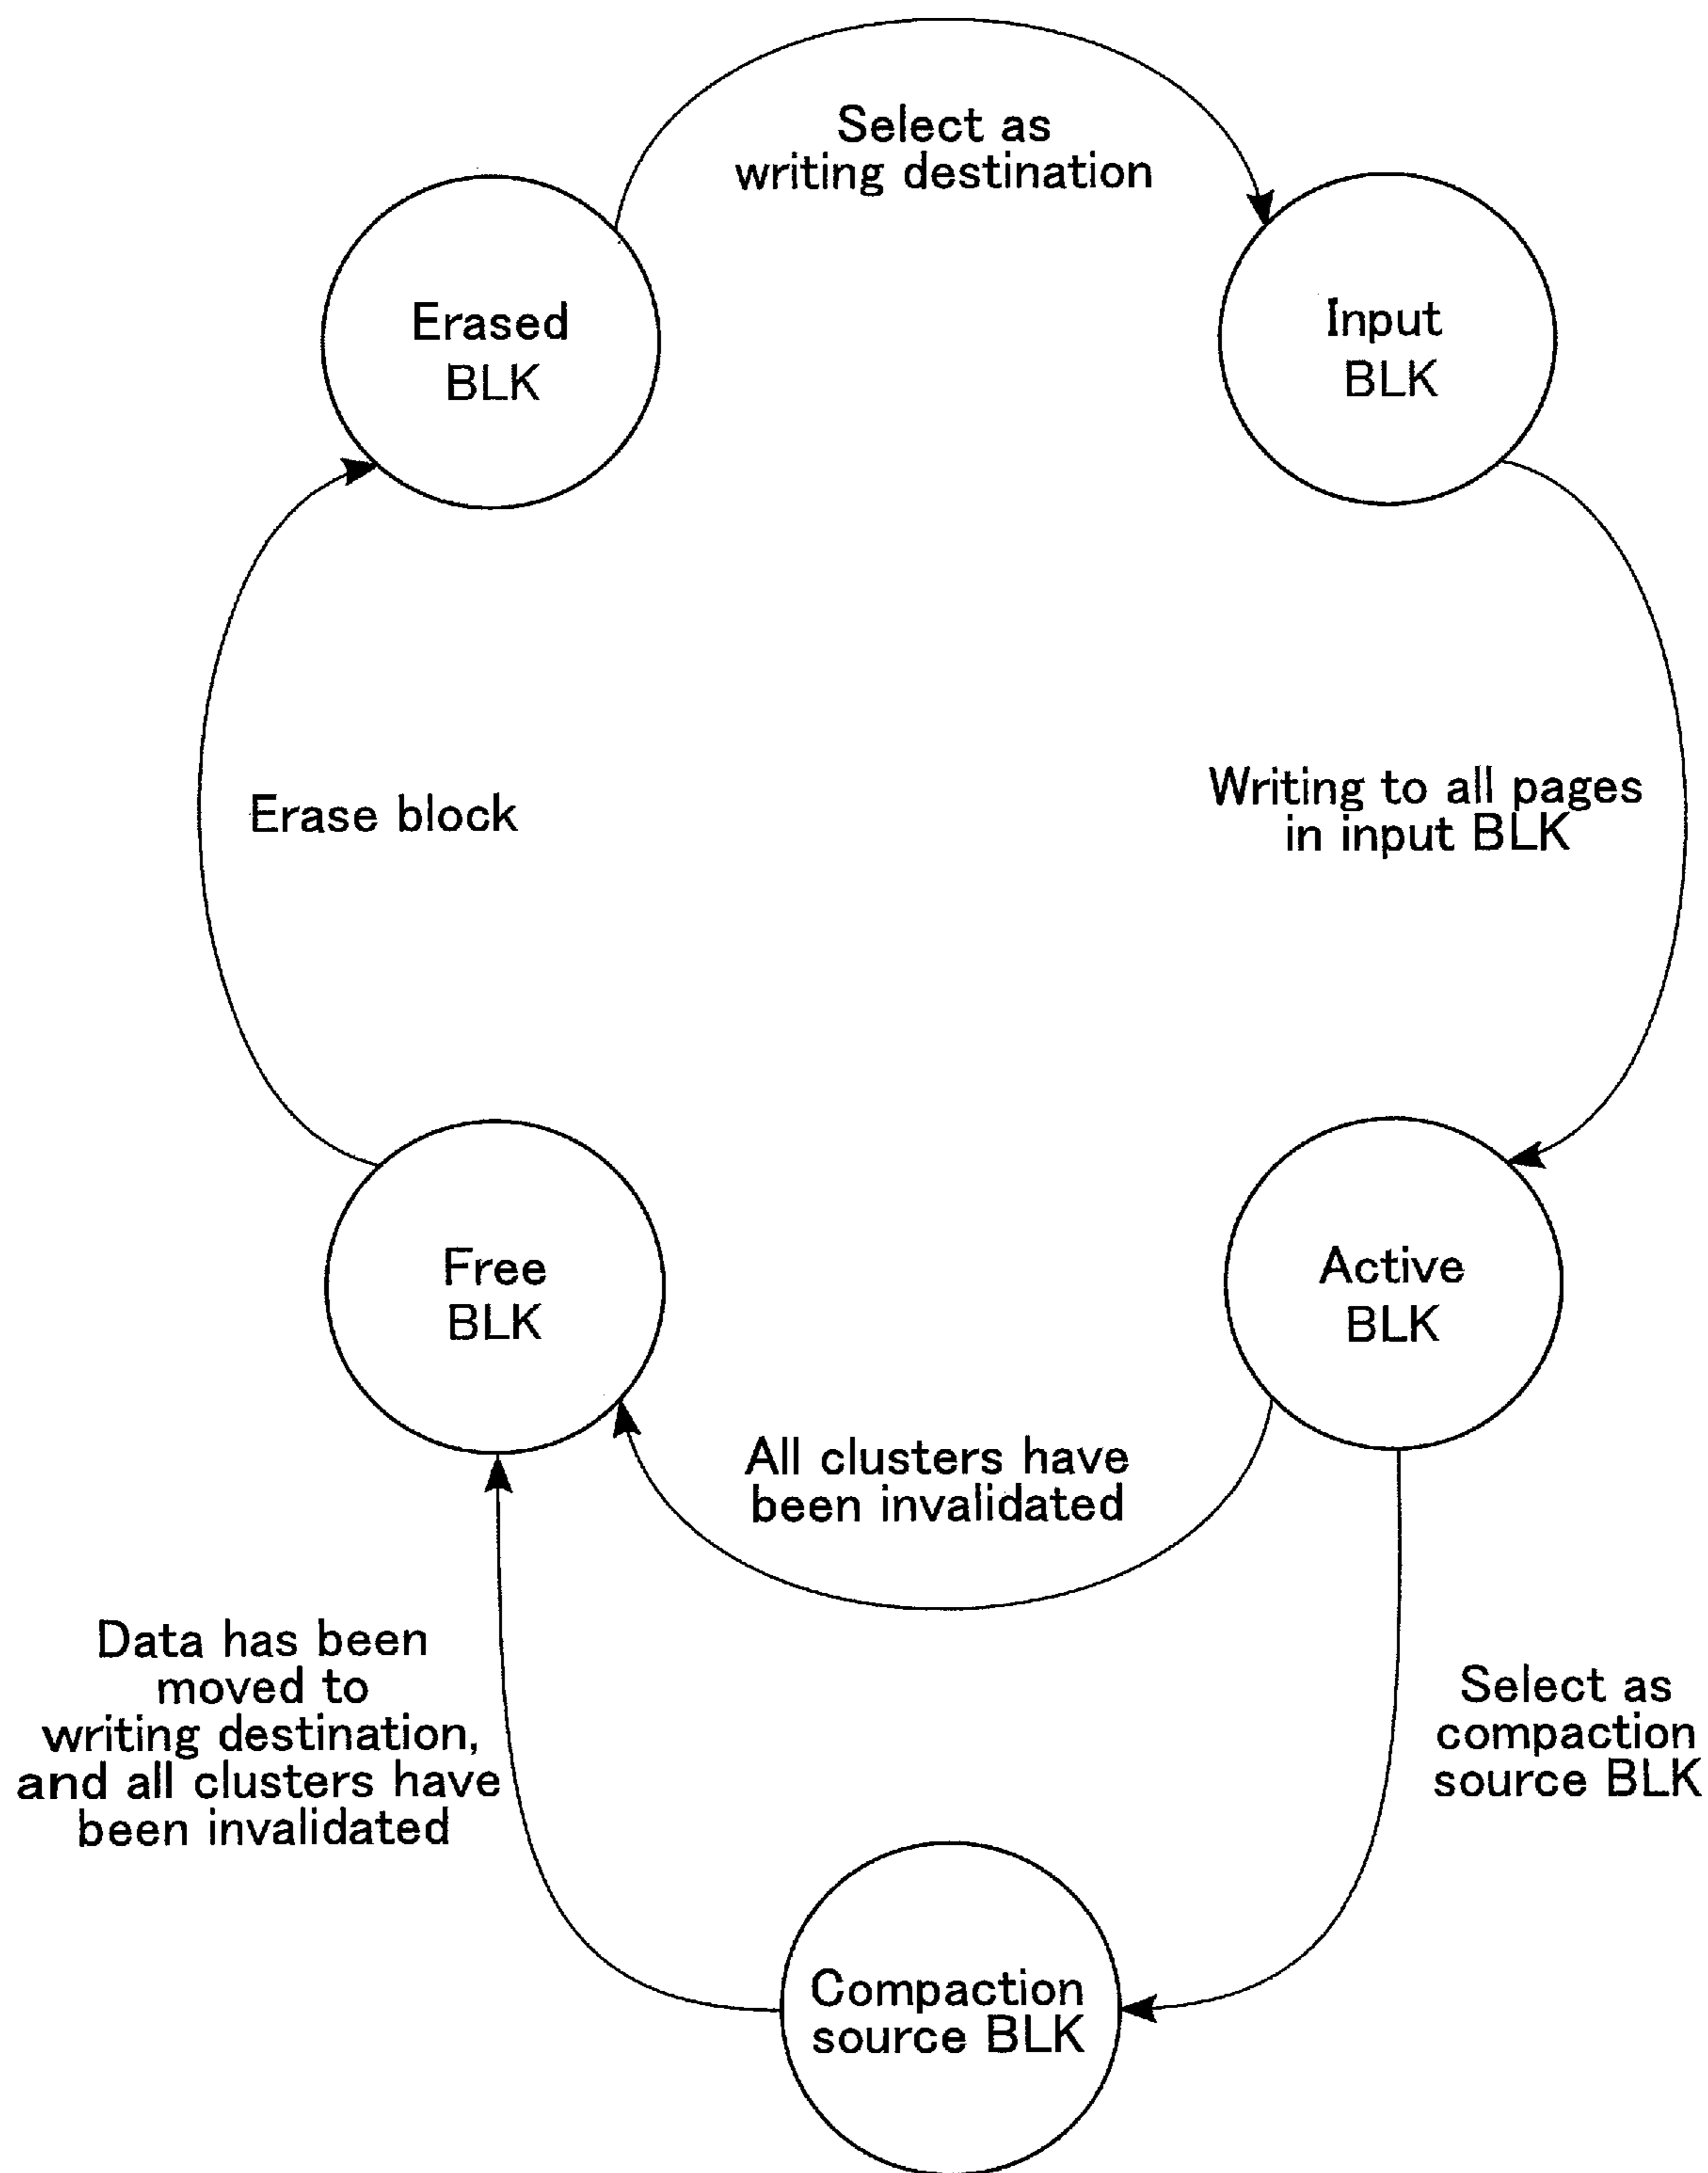 Select as
writing destination
Erased
BLK
Input
BLK
Erase block
Writing to all pages
in input BLK
Free
BLK
Active
BLK
All clusters have
been invalidated
Data has been
moved to
writing destination,
and all clusters have
been invalidated
Select as
compaction
source BLK
Compaction
source BLK